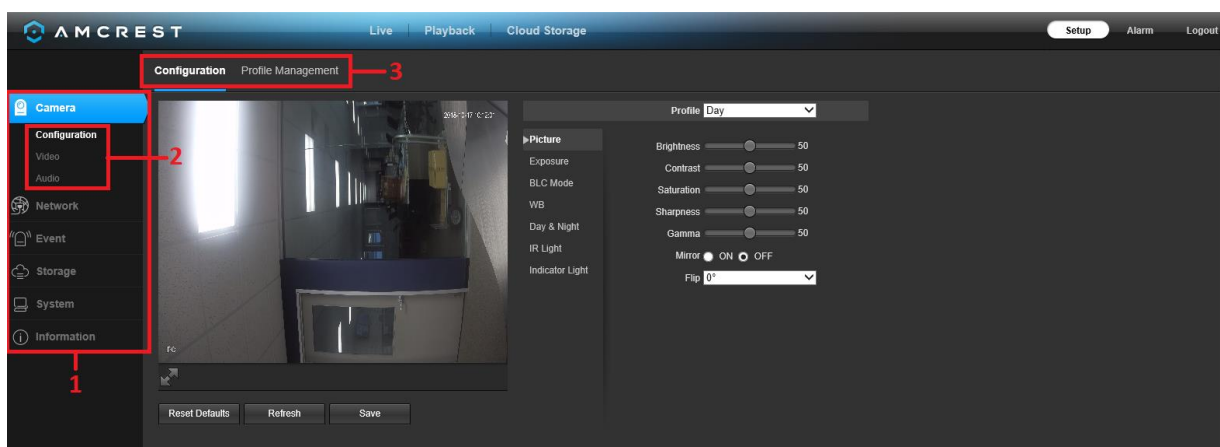 AMCREST Live Playback Cloud Storage Setup Alarm Logout
Configuration Profile Management 3
Camera
Configuration
Video
Audio
2
Network
Event
Storage
System
Information
1
Profile Day
Picture
Exposure
BLC Mode
WB
Day & Night
IR Light
Indicator Light
Brightness 50
Contrast 50
Saturation 50
Sharpness 50
Gamma 50
Mirror ON OFF
Flip 0°
Reset Defaults Refresh Save